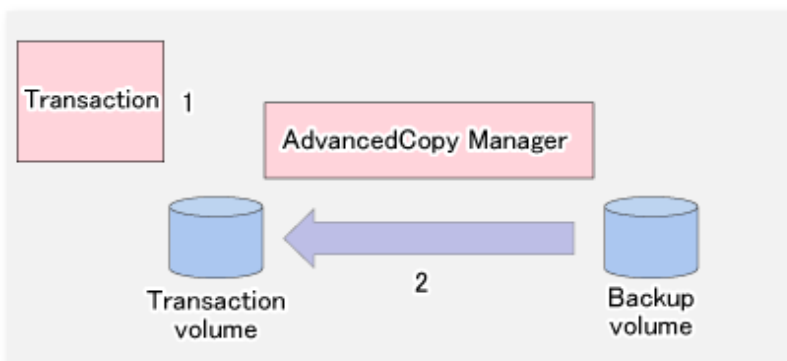 Transaction
1
AdvancedCopy Manager
2
Transaction
volume
Backup
volume